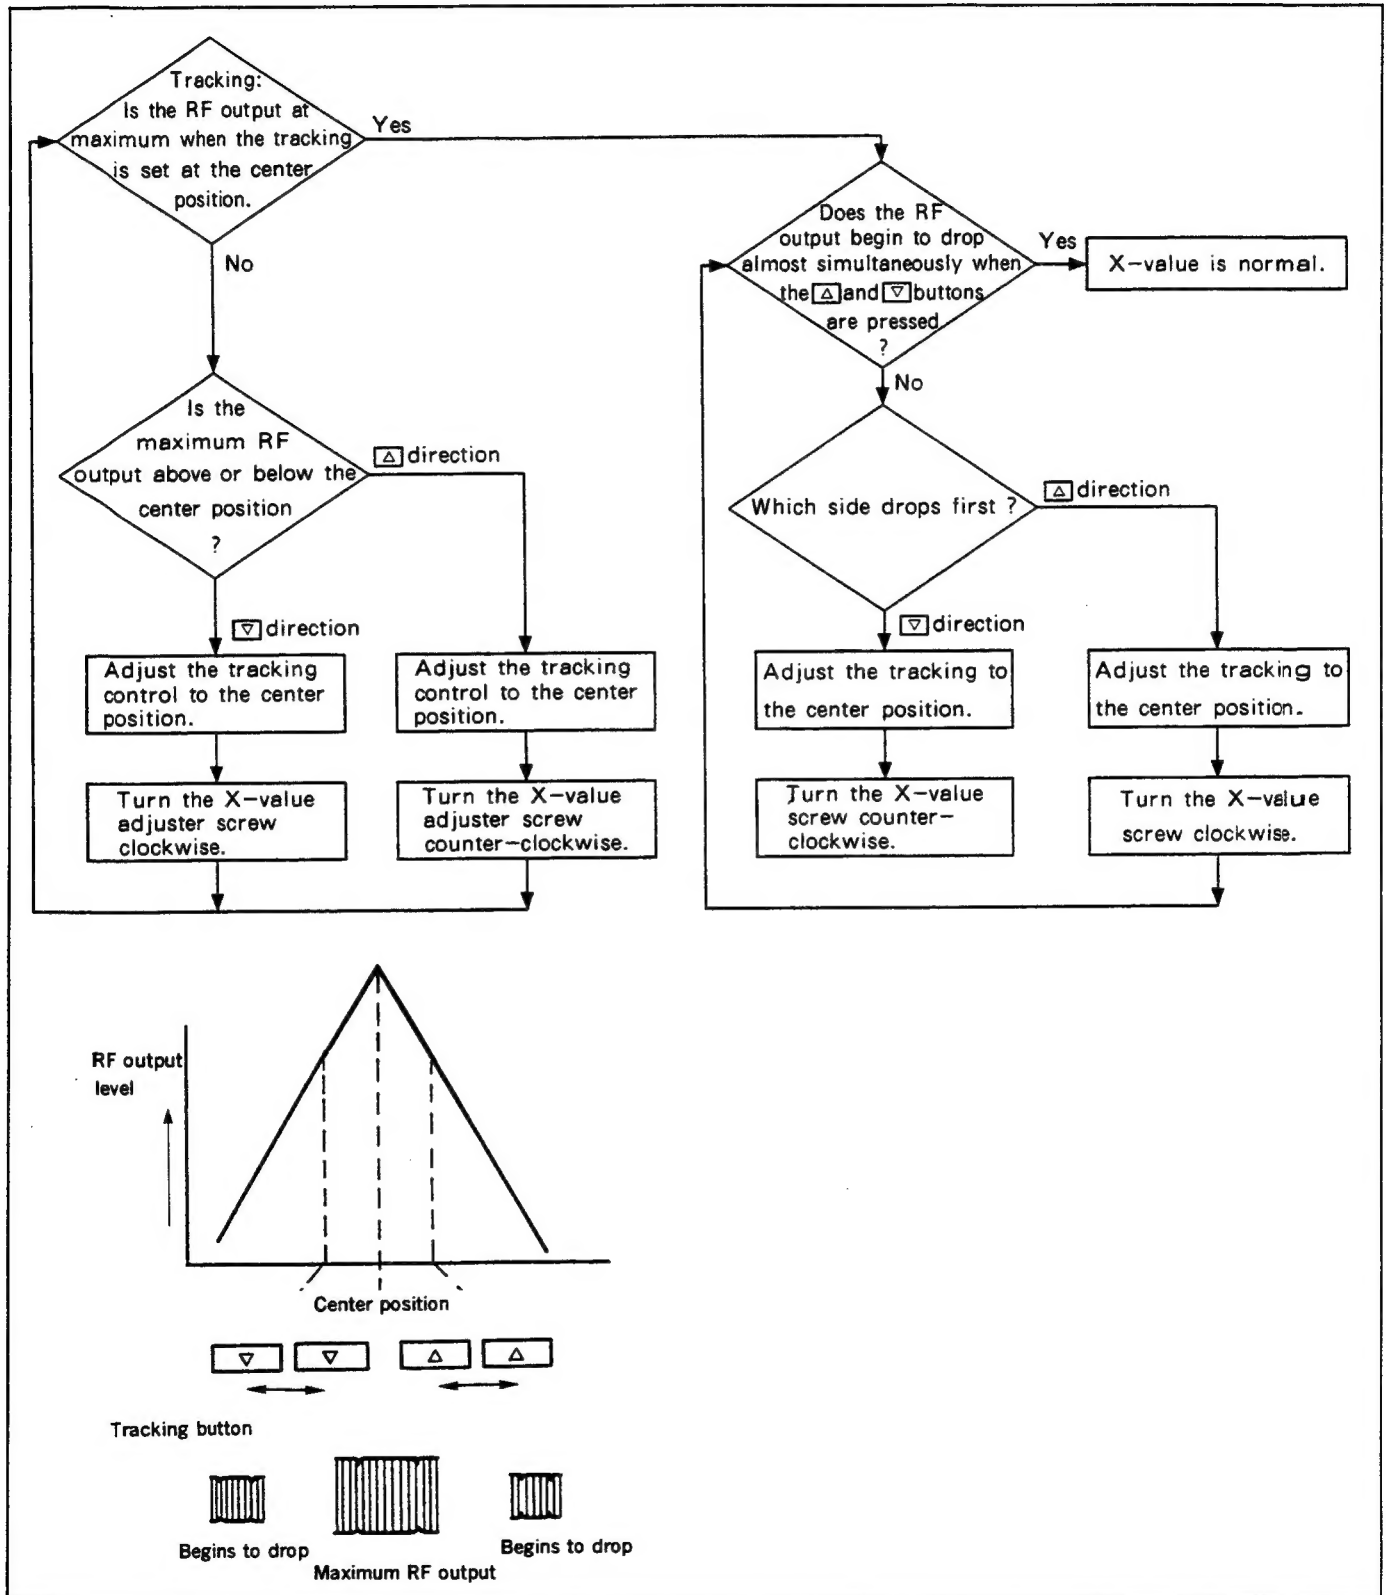 Tracking:
Is the RF output at
maximum when the tracking
is set at the center
position.
Yes
No
Is the
maximum RF
output above or below the
center position
?
△ direction
▽ direction
Adjust the tracking
control to the center
position.
Turn the X-value
adjuster screw
clockwise.
Adjust the tracking
control to the center
position.
Turn the X-value
adjuster screw
counter-clockwise.
Does the RF
output begin to drop
almost simultaneously when
the △ and ▽ buttons
are pressed
?
Yes
X-value is normal.
No
Which side drops first ?
△ direction
▽ direction
Adjust the tracking to
the center position.
Turn the X-value
screw counter-
clockwise.
Adjust the tracking to
the center position.
Turn the X-value
screw clockwise.
RF output
level
Center position
▽ ▽ △ △
Tracking button
Begins to drop
Maximum RF output
Begins to drop